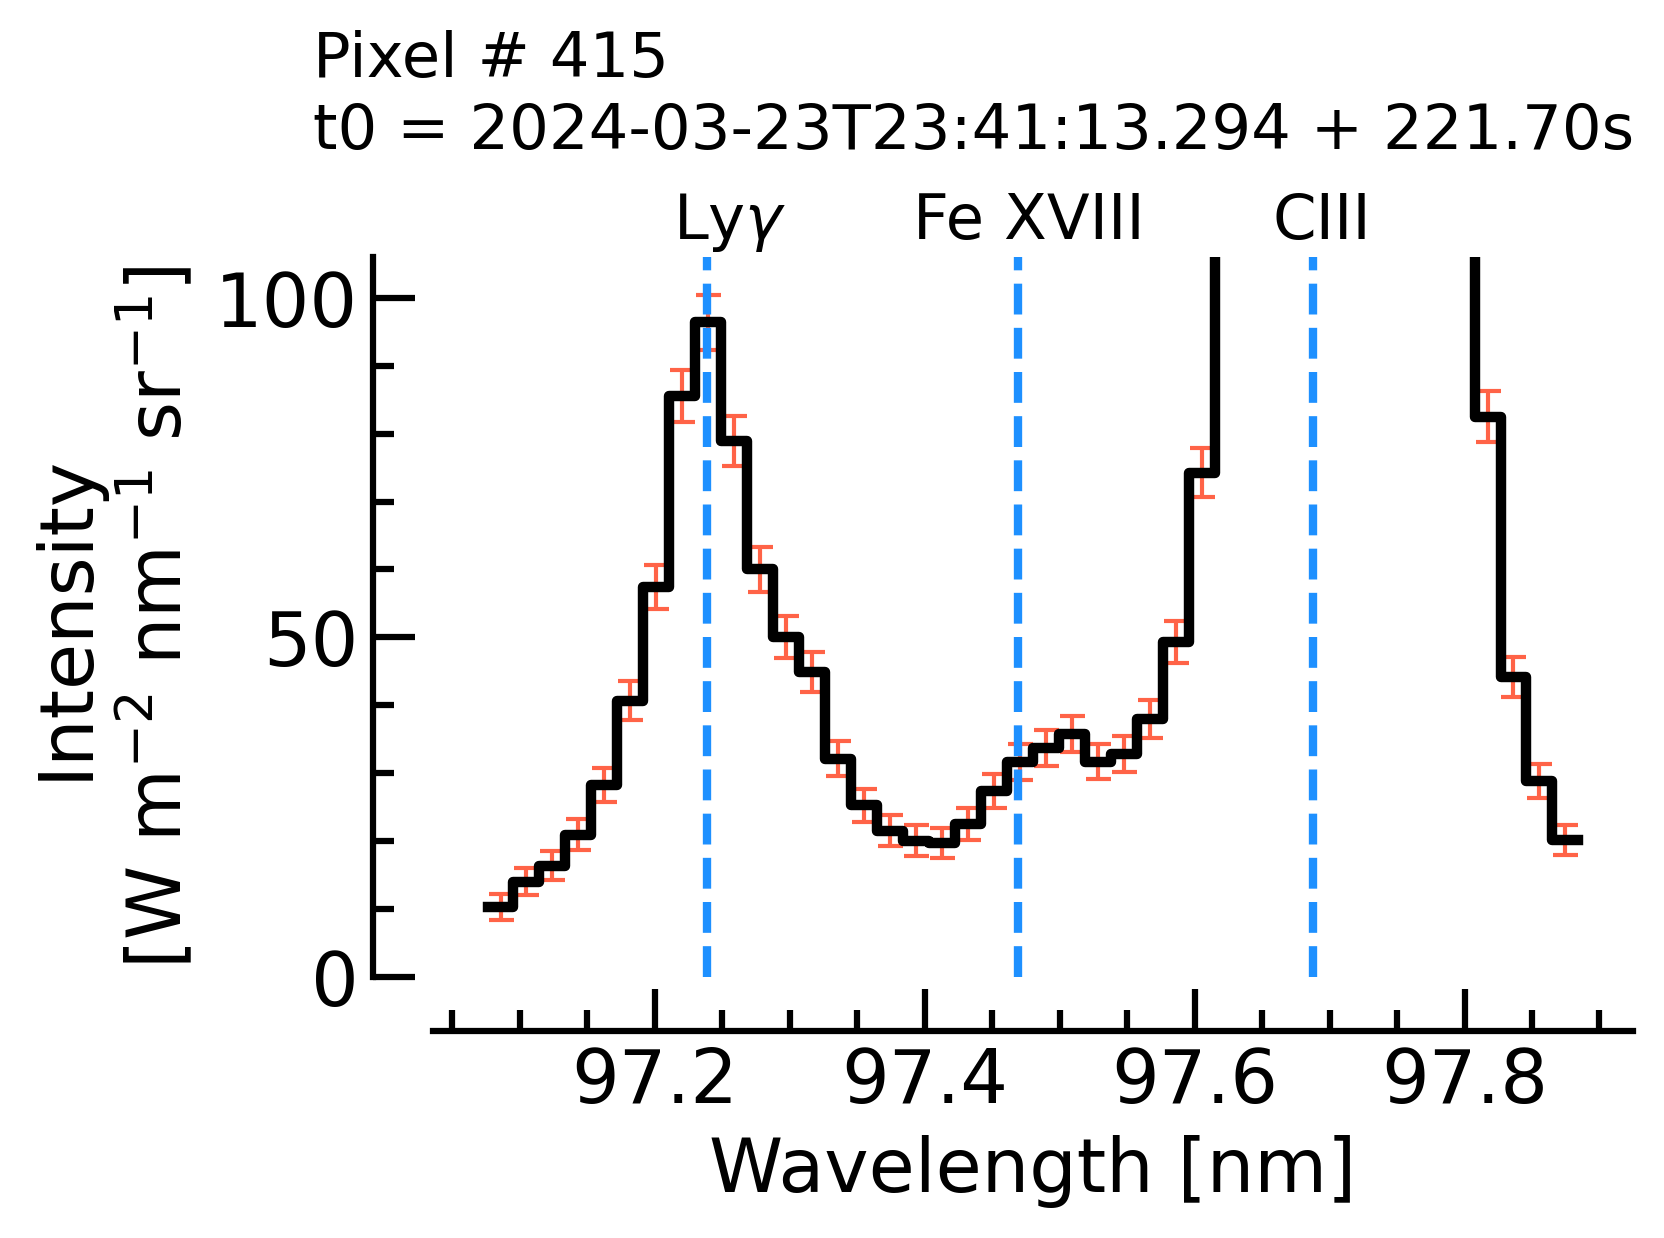 Pixel # 415
t0 = 2024-03-23T23:41:13.294 + 221.70s
Lyγ Fe XVIII CIII
Intensity
[W m⁻² nm⁻¹ sr⁻¹]
100
50
0
97.2 97.4 97.6 97.8
Wavelength [nm]